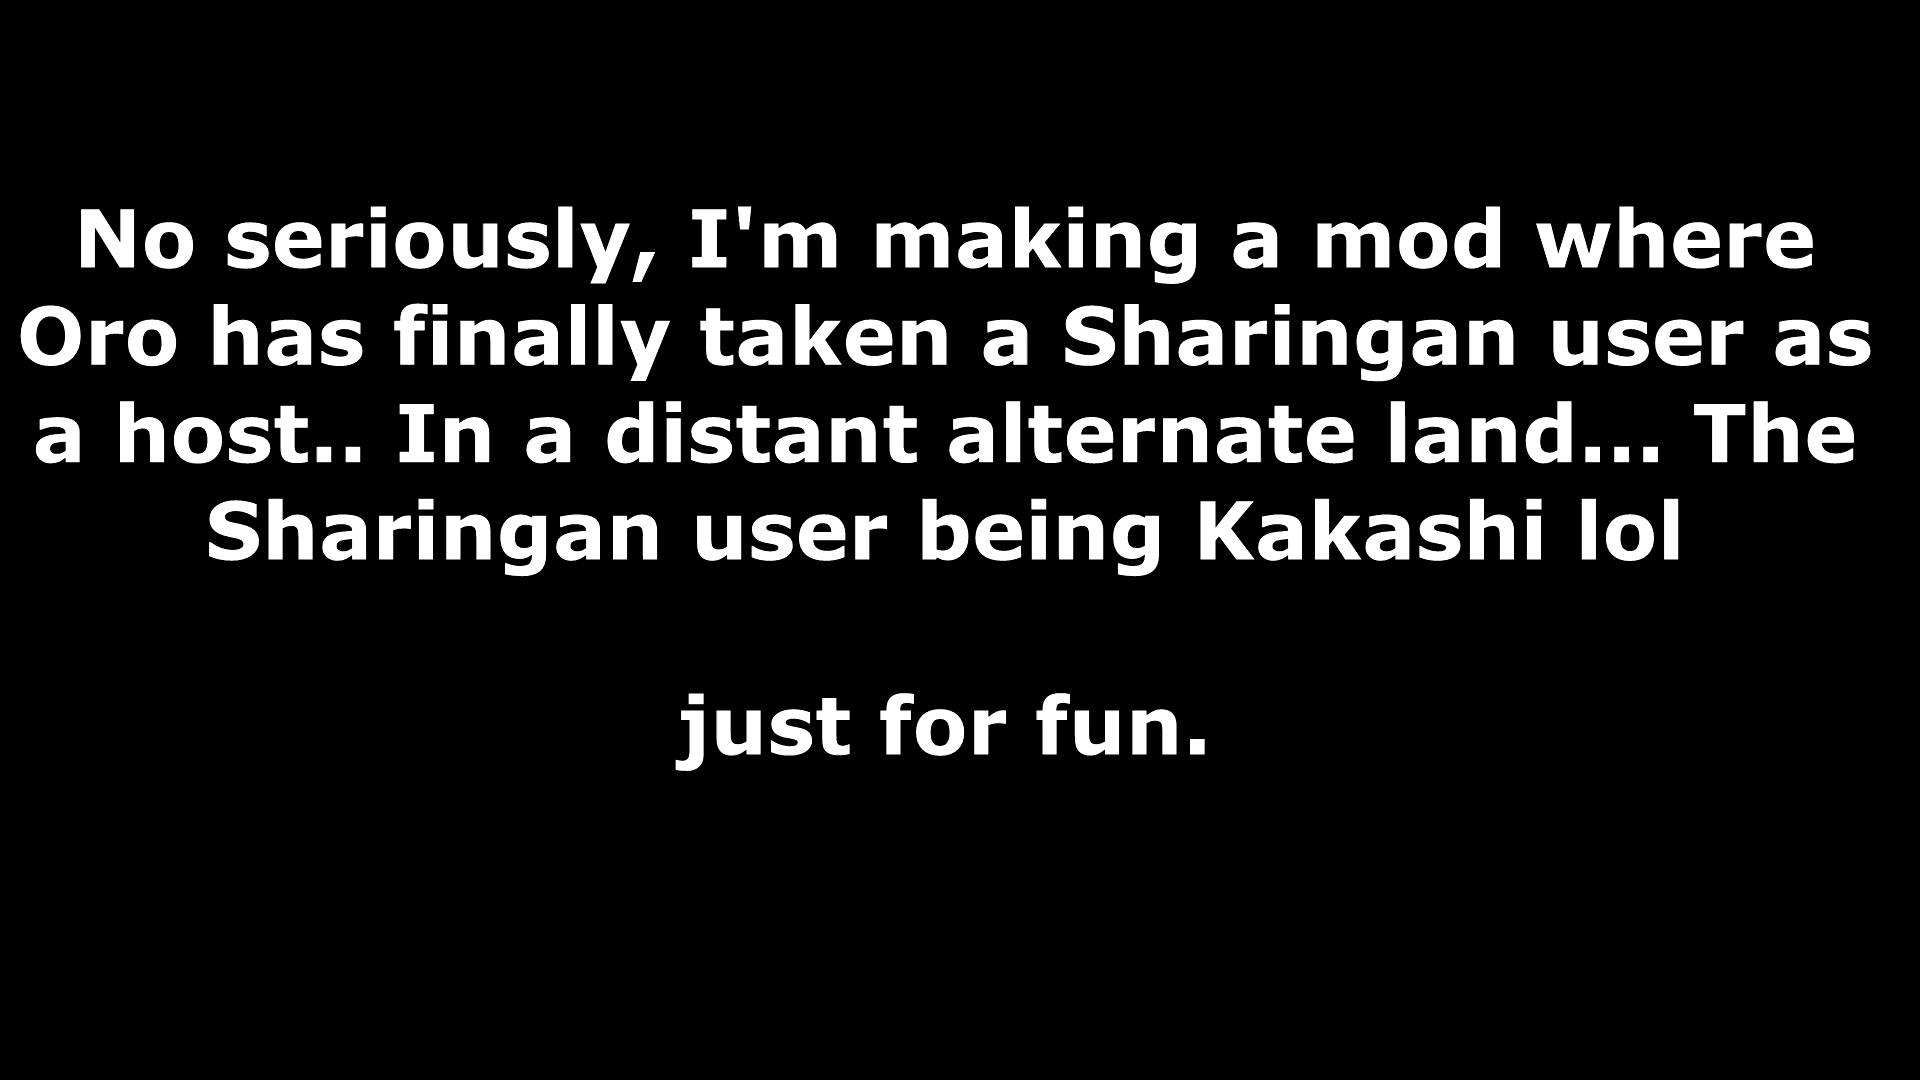 No seriously, I'm making a mod where
Oro has finally taken a Sharingan user as
a host.. In a distant alternate land... The
Sharingan user being Kakashi lol
just for fun.